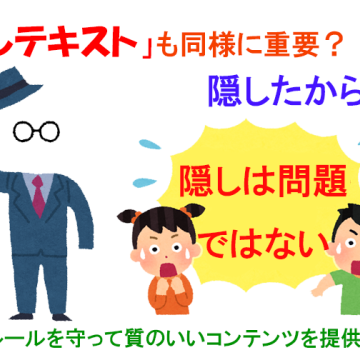 レテキスト」も同様に重要？
隠したから
隠しは問題
ではない
ルールを守って質のいいコンテンツを提供